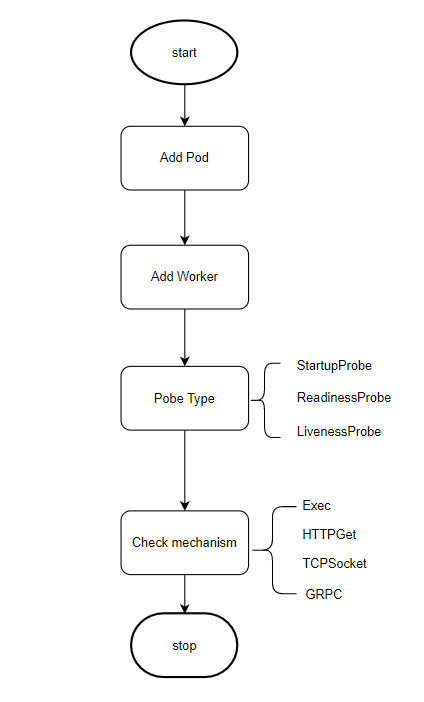 start
Add Pod
Add Worker
Pobe Type
StartupProbe
ReadinessProbe
LivenessProbe
Check mechanism
Exec
HTTPGet
TCPSocket
GRPC
stop